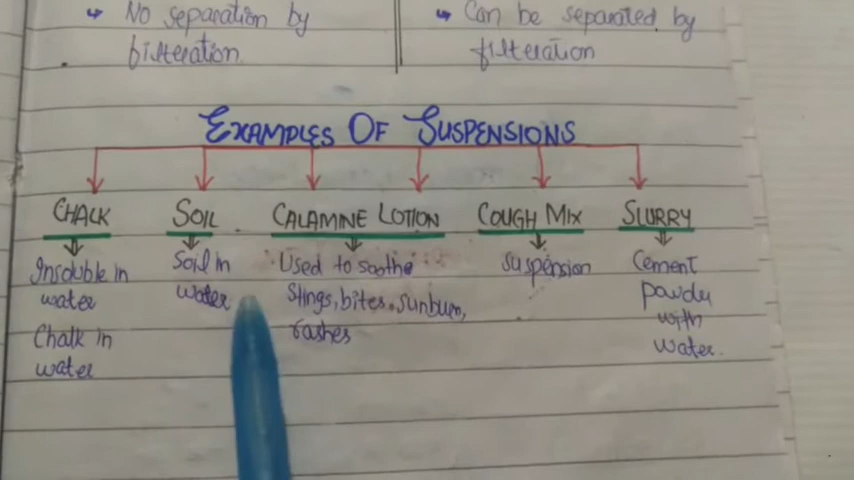 No separation by
filteration
Can be separated by
filteration
EXAMPLES OF SUSPENSIONS
CHALK
Insoluble in
water
Chalk in
water
SOIL
Soil in
water
CALAMINE LOTION
Used to soothe
Stings, bites, sunburn,
rashes
COUGH MIX
suspension
SLURRY
Cement
powder
with
water.